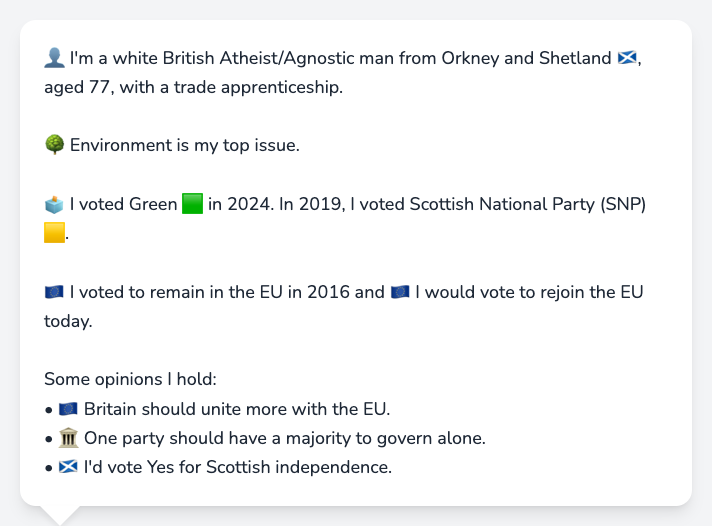 👤 I'm a white British Atheist/Agnostic man from Orkney and Shetland 🏴󠁧󠁢󠁳󠁣󠁴󠁿,
aged 77, with a trade apprenticeship.
🌳 Environment is my top issue.
🗳️ I voted Green 🟩 in 2024. In 2019, I voted Scottish National Party (SNP)
🟨.
🇪🇺 I voted to remain in the EU in 2016 and 🇪🇺 I would vote to rejoin the EU
today.
Some opinions I hold:
• 🇪🇺 Britain should unite more with the EU.
• 🏛️ One party should have a majority to govern alone.
• 🏴󠁧󠁢󠁳󠁣󠁴󠁿 I'd vote Yes for Scottish independence.